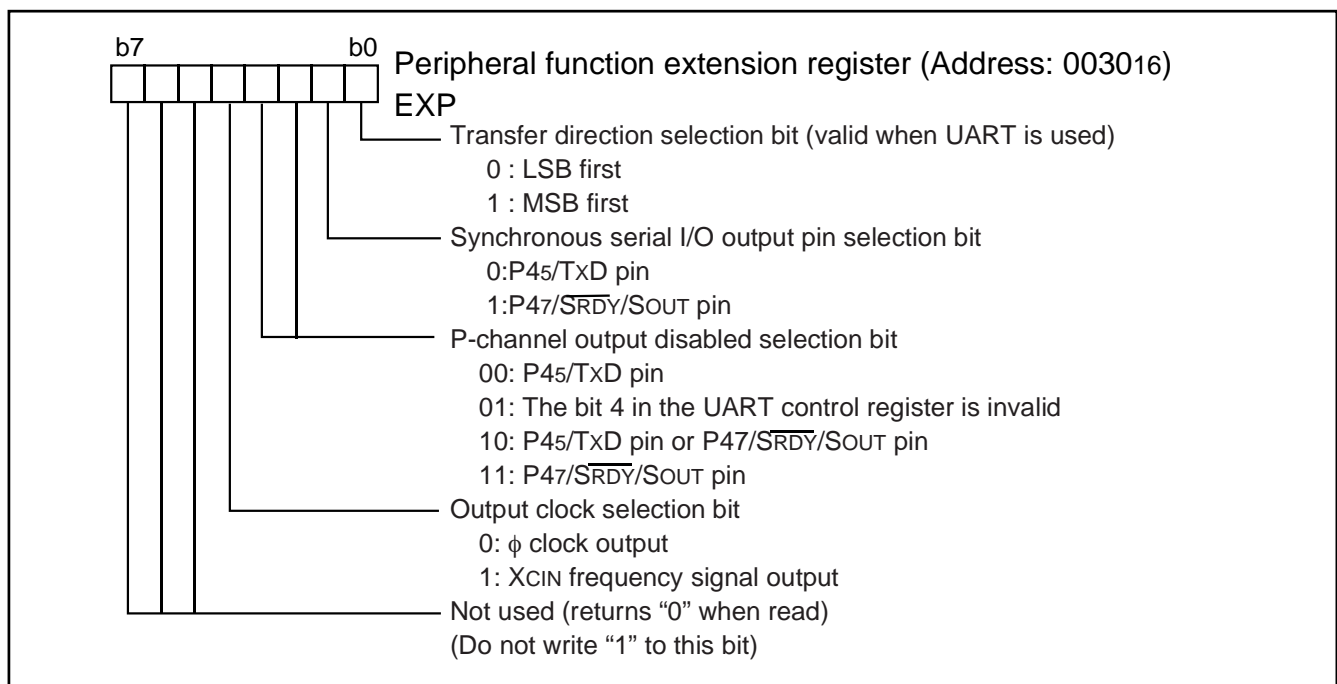 b7 b0
Peripheral function extension register (Address: 003016)
EXP
Transfer direction selection bit (valid when UART is used)
0 : LSB first
1 : MSB first
Synchronous serial I/O output pin selection bit
0:P45/TXD pin
1:P47/SRDY/SOUT pin
P-channel output disabled selection bit
00: P45/TXD pin
01: The bit 4 in the UART control register is invalid
10: P45/TXD pin or P47/SRDY/SOUT pin
11: P47/SRDY/SOUT pin
Output clock selection bit
0: ϕ clock output
1: XCIN frequency signal output
Not used (returns “0” when read)
(Do not write “1” to this bit)